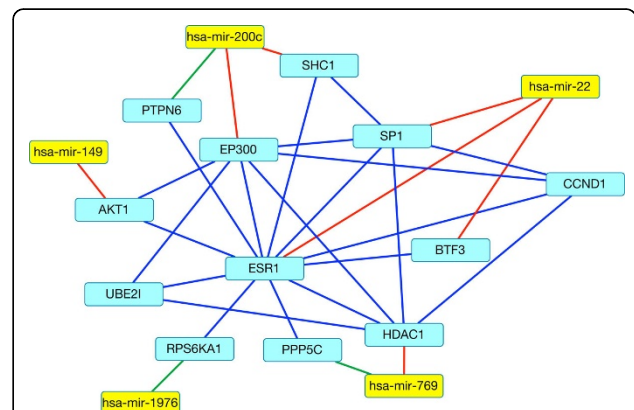 hsa-mir-200c
SHC1
hsa-mir-22
PTPN6
SP1
EP300
hsa-mir-149
CCND1
AKT1
BTF3
ESR1
UBE2I
HDAC1
RPS6KA1
PPP5C
hsa-mir-769
hsa-mir-1976